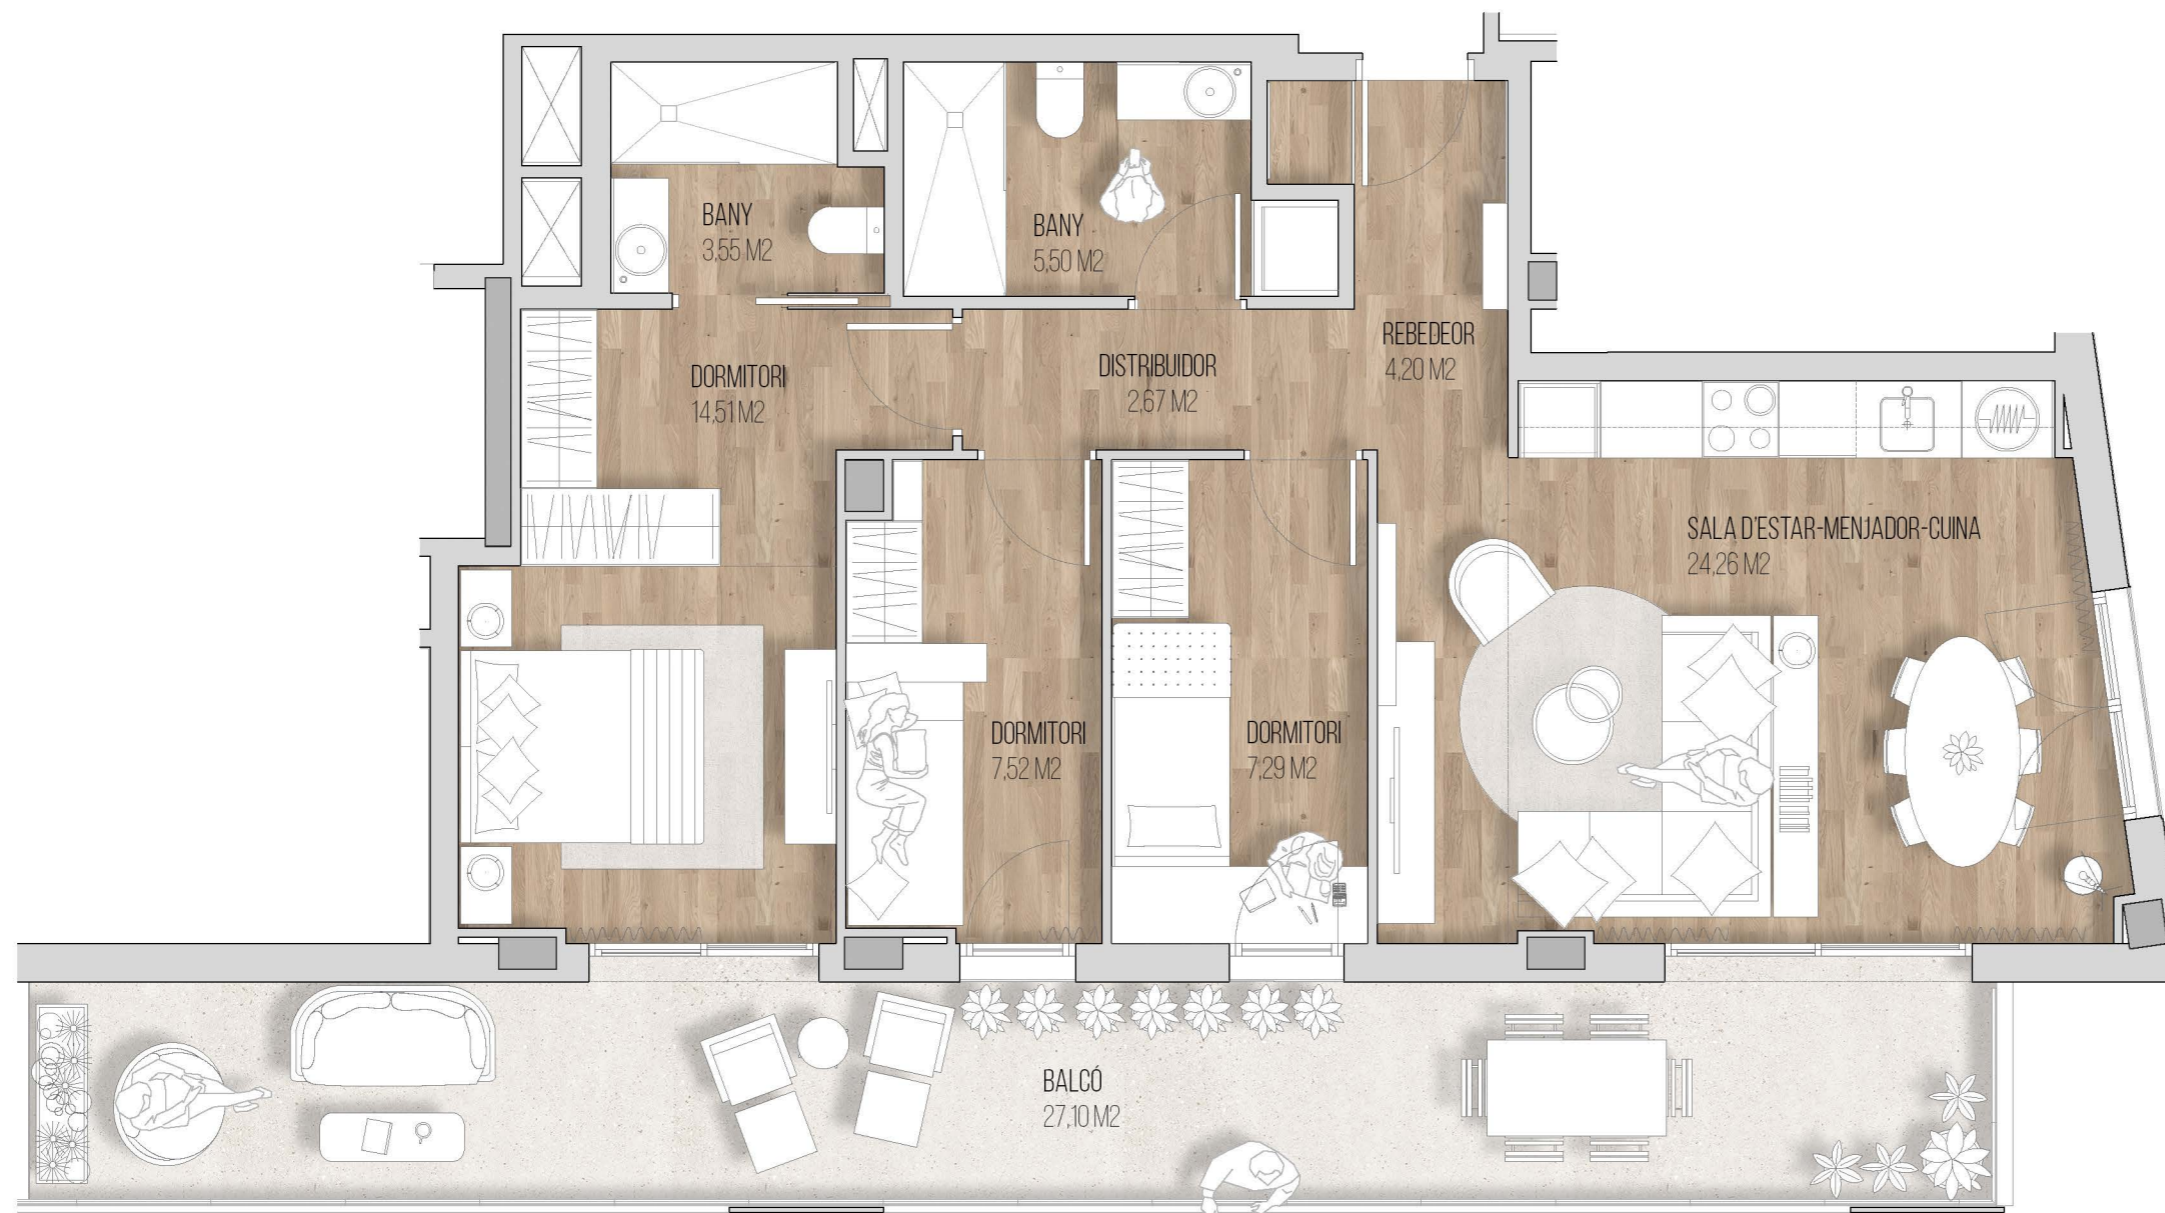 BANY
3,55 M2
BANY
5,50 M2
REBEDEOR
4,20 M2
DISTRIBUIDOR
2,67 M2
DORMITORI
14,51 M2
SALA D'ESTAR-MENJADOR-CUINA
24,26 M2
DORMITORI
7,52 M2
DORMITORI
7,29 M2
BALCÓ
27,10 M2